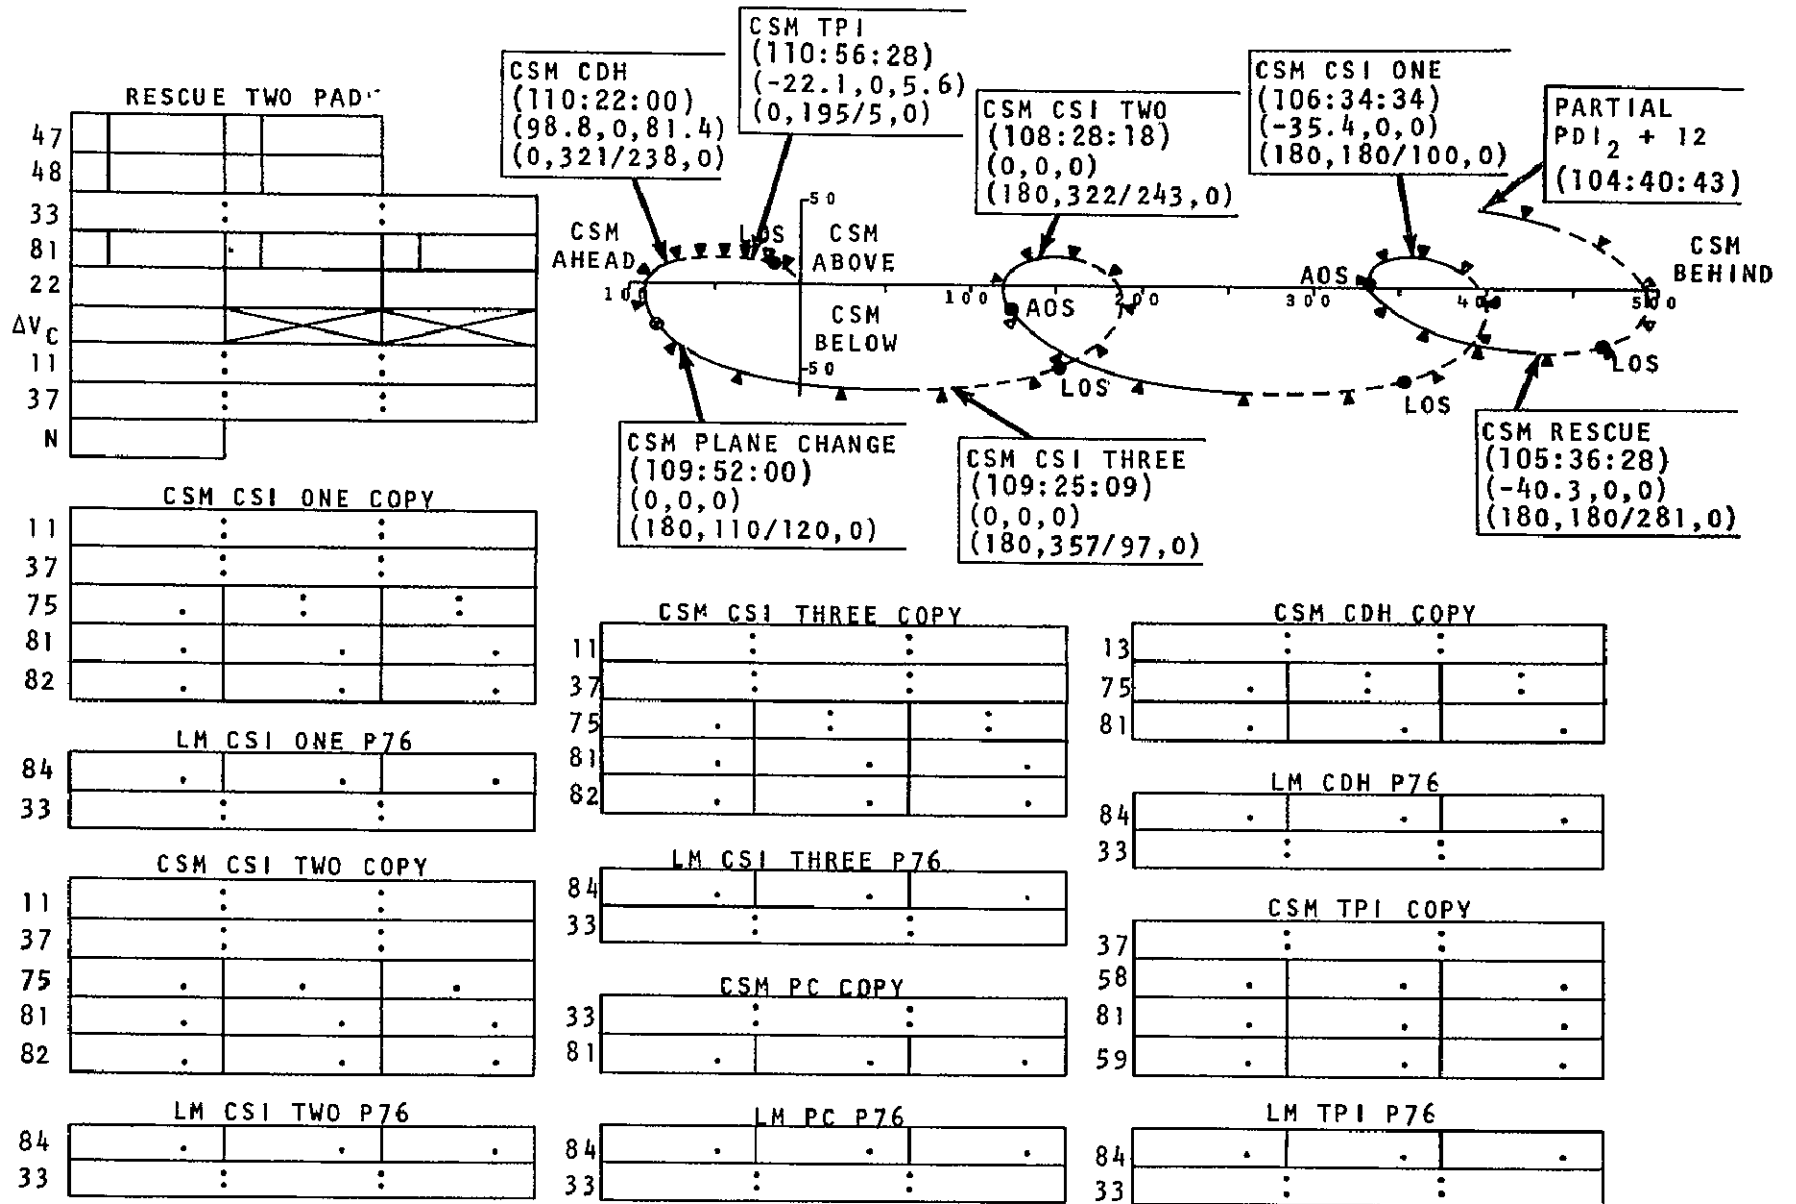 RESCUE TWO PAD
47
48
33
81
22
ΔVC
11
37
N
CSM CDH
(110:22:00)
(98.8,0,81.4)
(0,321/238,0)
CSM TPI
(110:56:28)
(-22.1,0,5.6)
(0,195/5,0)
CSM CSI TWO
(108:28:18)
(0,0,0)
(180,322/243,0)
CSM CSI ONE
(106:34:34)
(-35.4,0,0)
(180,180/100,0)
PARTIAL
PDI2 + 12
(104:40:43)
CSM
AHEAD
LOS
50
CSM
ABOVE
CSM
BELOW
50
100
100
200
300
400
500
AOS
AOS
LOS
LOS
LOS
CSM
BEHIND
CSM PLANE CHANGE
(109:52:00)
(0,0,0)
(180,110/120,0)
CSM CSI THREE
(109:25:09)
(0,0,0)
(180,357/97,0)
CSM RESCUE
(105:36:28)
(-40.3,0,0)
(180,180/281,0)
CSM CSI ONE COPY
11
37
75
81
82
LM CSI ONE P76
84
33
CSM CSI TWO COPY
11
37
75
81
82
LM CSI TWO P76
84
33
CSM CSI THREE COPY
11
37
75
81
82
LM CSI THREE P76
84
33
CSM PC COPY
33
81
LM PC P76
84
33
CSM CDH COPY
13
75
81
LM CDH P76
84
33
CSM TPI COPY
37
58
81
59
LM TPI P76
84
33